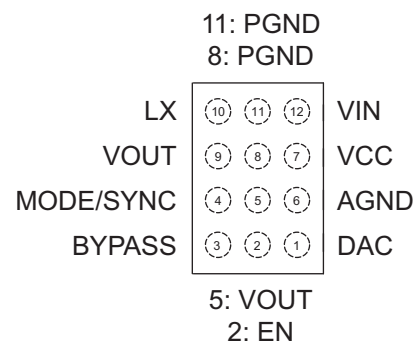 11: PGND
8: PGND
LX 10 11 12 VIN
VOUT 9 8 7 VCC
MODE/SYNC 4 5 6 AGND
BYPASS 3 2 1 DAC
5: VOUT
2: EN